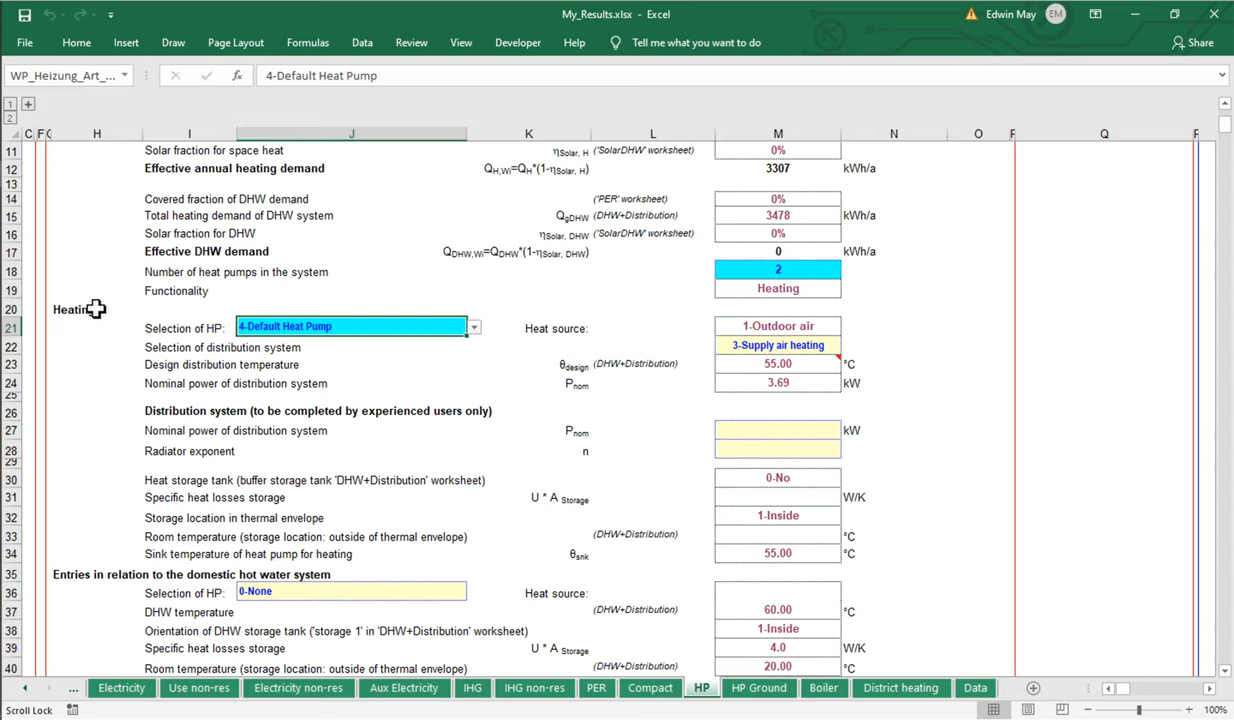 My_Results.xlsx - Excel
Edwin May EM
File Home Insert Draw Page Layout Formulas Data Review View Developer Help Tell me what you want to do Share
WP_Heizung_Art_... fx 4-Default Heat Pump
1
2
C F G H I J K L M N O F Q F
11 Solar fraction for space heat ηSolar, H ('SolarDHW' worksheet) 0%
12 Effective annual heating demand QH,Wi=QH*(1-ηSolar, H) 3307 kWh/a
13
14 Covered fraction of DHW demand ('PER' worksheet) 0%
15 Total heating demand of DHW system QgDHW (DHW+Distribution) 3478 kWh/a
16 Solar fraction for DHW ηSolar, DHW ('SolarDHW' worksheet) 0%
17 Effective DHW demand QDHW,Wi=QDHW*(1-ηSolar, DHW) 0 kWh/a
18 Number of heat pumps in the system 2
19 Functionality Heating
20 Heating
21 Selection of HP: 4-Default Heat Pump Heat source: 1-Outdoor air
22 Selection of distribution system 3-Supply air heating
23 Design distribution temperature θdesign (DHW+Distribution) 55.00 °C
24 Nominal power of distribution system Pnom 3.69 kW
25
26 Distribution system (to be completed by experienced users only)
27 Nominal power of distribution system Pnom kW
28 Radiator exponent n
29
30 Heat storage tank (buffer storage tank 'DHW+Distribution' worksheet) 0-No
31 Specific heat losses storage U * A Storage W/K
32 Storage location in thermal envelope 1-Inside
33 Room temperature (storage location: outside of thermal envelope) (DHW+Distribution) °C
34 Sink temperature of heat pump for heating θsnk 55.00 °C
35 Entries in relation to the domestic hot water system
36 Selection of HP: 0-None Heat source:
37 DHW temperature (DHW+Distribution) 60.00 °C
38 Orientation of DHW storage tank ('storage 1' in 'DHW+Distribution' worksheet) 1-Inside
39 Specific heat losses storage U * A Storage 4.0 W/K
40 Room temperature (storage location: outside of thermal envelope) (DHW+Distribution) 20.00 °C
... Electricity Use non-res Electricity non-res Aux Electricity IHG IHG non-res PER Compact HP HP Ground Boiler District heating Data
Scroll Lock 100%